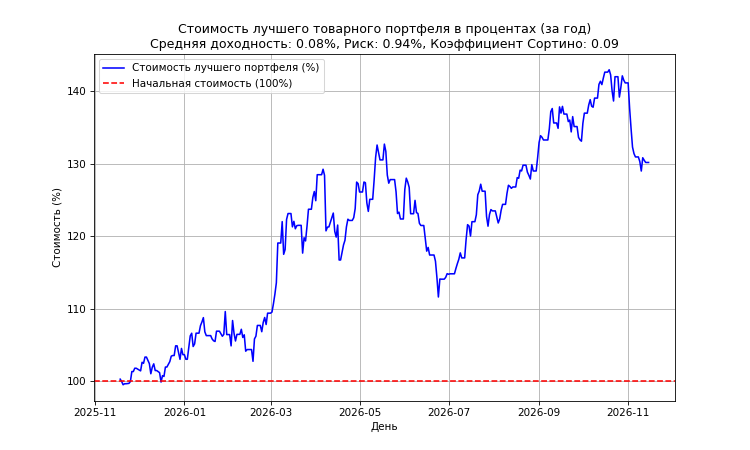 Стоимость лучшего товарного портфеля в процентах (за год)
Средняя доходность: 0.08%, Риск: 0.94%, Коэффициент Сортино: 0.09
Стоимость лучшего портфеля (%)
Начальная стоимость (100%)
Стоимость (%)
140
130
120
110
100
2025-11
2026-01
2026-03
2026-05
2026-07
2026-09
2026-11
День